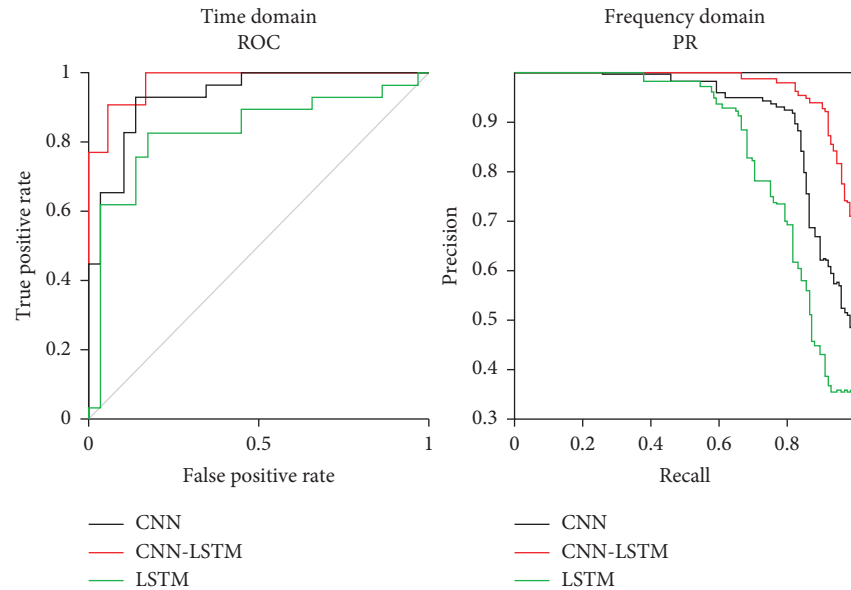 Time domain
ROC
1
0.8
0.6
0.4
0.2
0
True positive rate
0
0.5
1
False positive rate
CNN
CNN-LSTM
LSTM
Frequency domain
PR
0.9
0.8
0.7
0.6
0.5
0.4
0.3
Precision
0
0.2
0.4
0.6
0.8
Recall
CNN
CNN-LSTM
LSTM